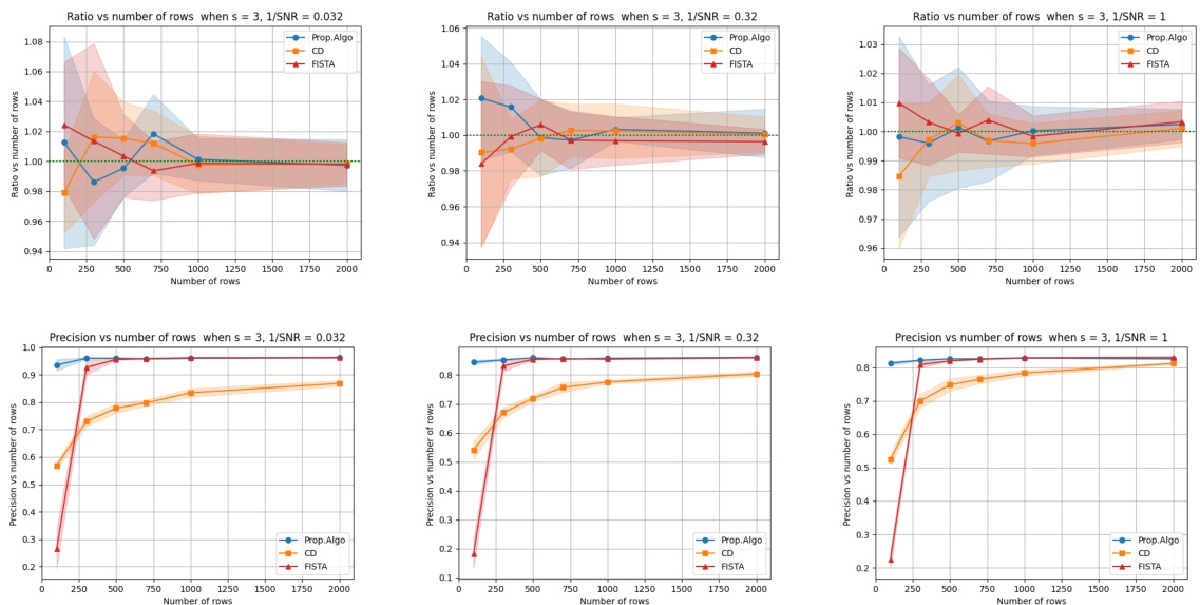 Ratio vs number of rows when s = 3, 1/SNR = 0.032
Ratio vs number of rows
1.08
1.06
1.04
1.02
1.00
0.98
0.96
0.94
Prop.Algo
CD
FISTA
0 250 500 750 1000 1250 1500 1750 2000
Number of rows
Ratio vs number of rows when s = 3, 1/SNR = 0.32
Ratio vs number of rows
1.06
1.04
1.02
1.00
0.98
0.96
0.94
Prop.Algo
CD
FISTA
0 250 500 750 1000 1250 1500 1750 2000
Number of rows
Ratio vs number of rows when s = 3, 1/SNR = 1
Ratio vs number of rows
1.03
1.02
1.01
1.00
0.99
0.98
0.97
0.96
Prop.Algo
CD
FISTA
0 250 500 750 1000 1250 1500 1750 2000
Number of rows
Precision vs number of rows when s = 3, 1/SNR = 0.032
Precision vs number of rows
1.0
0.9
0.8
0.7
0.6
0.5
0.4
0.3
0.2
Prop.Algo
CD
FISTA
0 250 500 750 1000 1250 1500 1750 2000
Number of rows
Precision vs number of rows when s = 3, 1/SNR = 0.32
Precision vs number of rows
0.8
0.7
0.6
0.5
0.4
0.3
0.2
0.1
Prop.Algo
CD
FISTA
0 250 500 750 1000 1250 1500 1750 2000
Number of rows
Precision vs number of rows when s = 3, 1/SNR = 1
Precision vs number of rows
0.8
0.7
0.6
0.5
0.4
0.3
0.2
Prop.Algo
CD
FISTA
0 250 500 750 1000 1250 1500 1750 2000
Number of rows